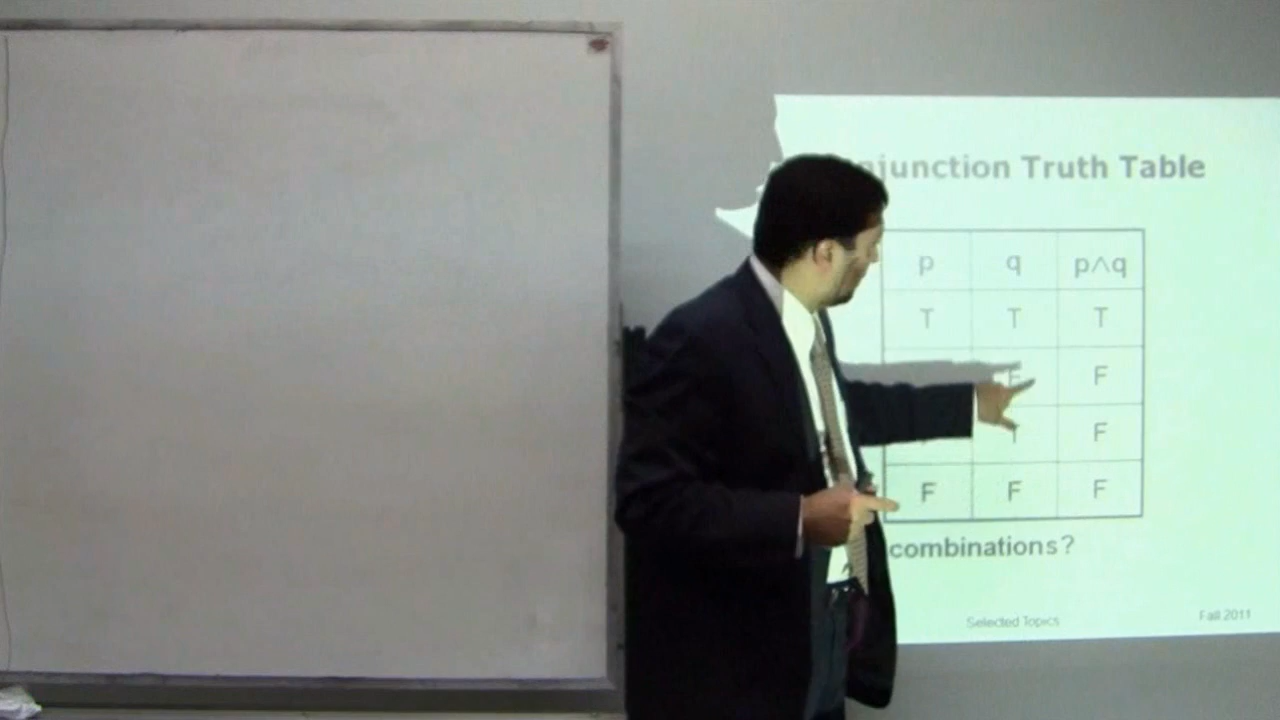 njunction Truth Table
p q p∧q
T T T
F F
F
F F F
combinations?
Selected Topics
Fall 2011